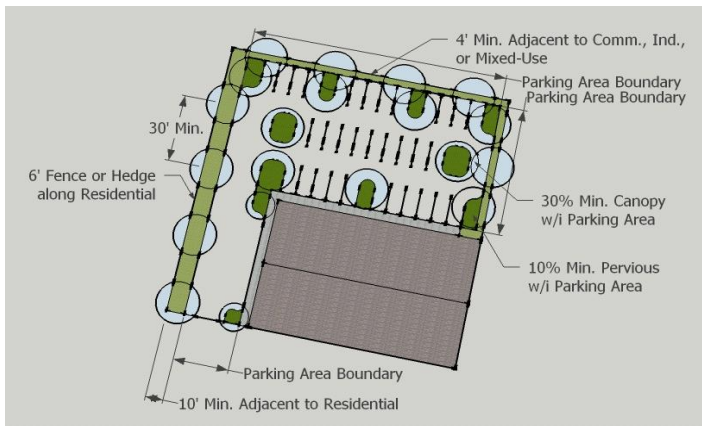 4' Min. Adjacent to Comm., Ind.,
or Mixed-Use
Parking Area Boundary
Parking Area Boundary
30' Min.
6' Fence or Hedge
along Residential
30% Min. Canopy
w/i Parking Area
10% Min. Pervious
w/i Parking Area
Parking Area Boundary
10' Min. Adjacent to Residential